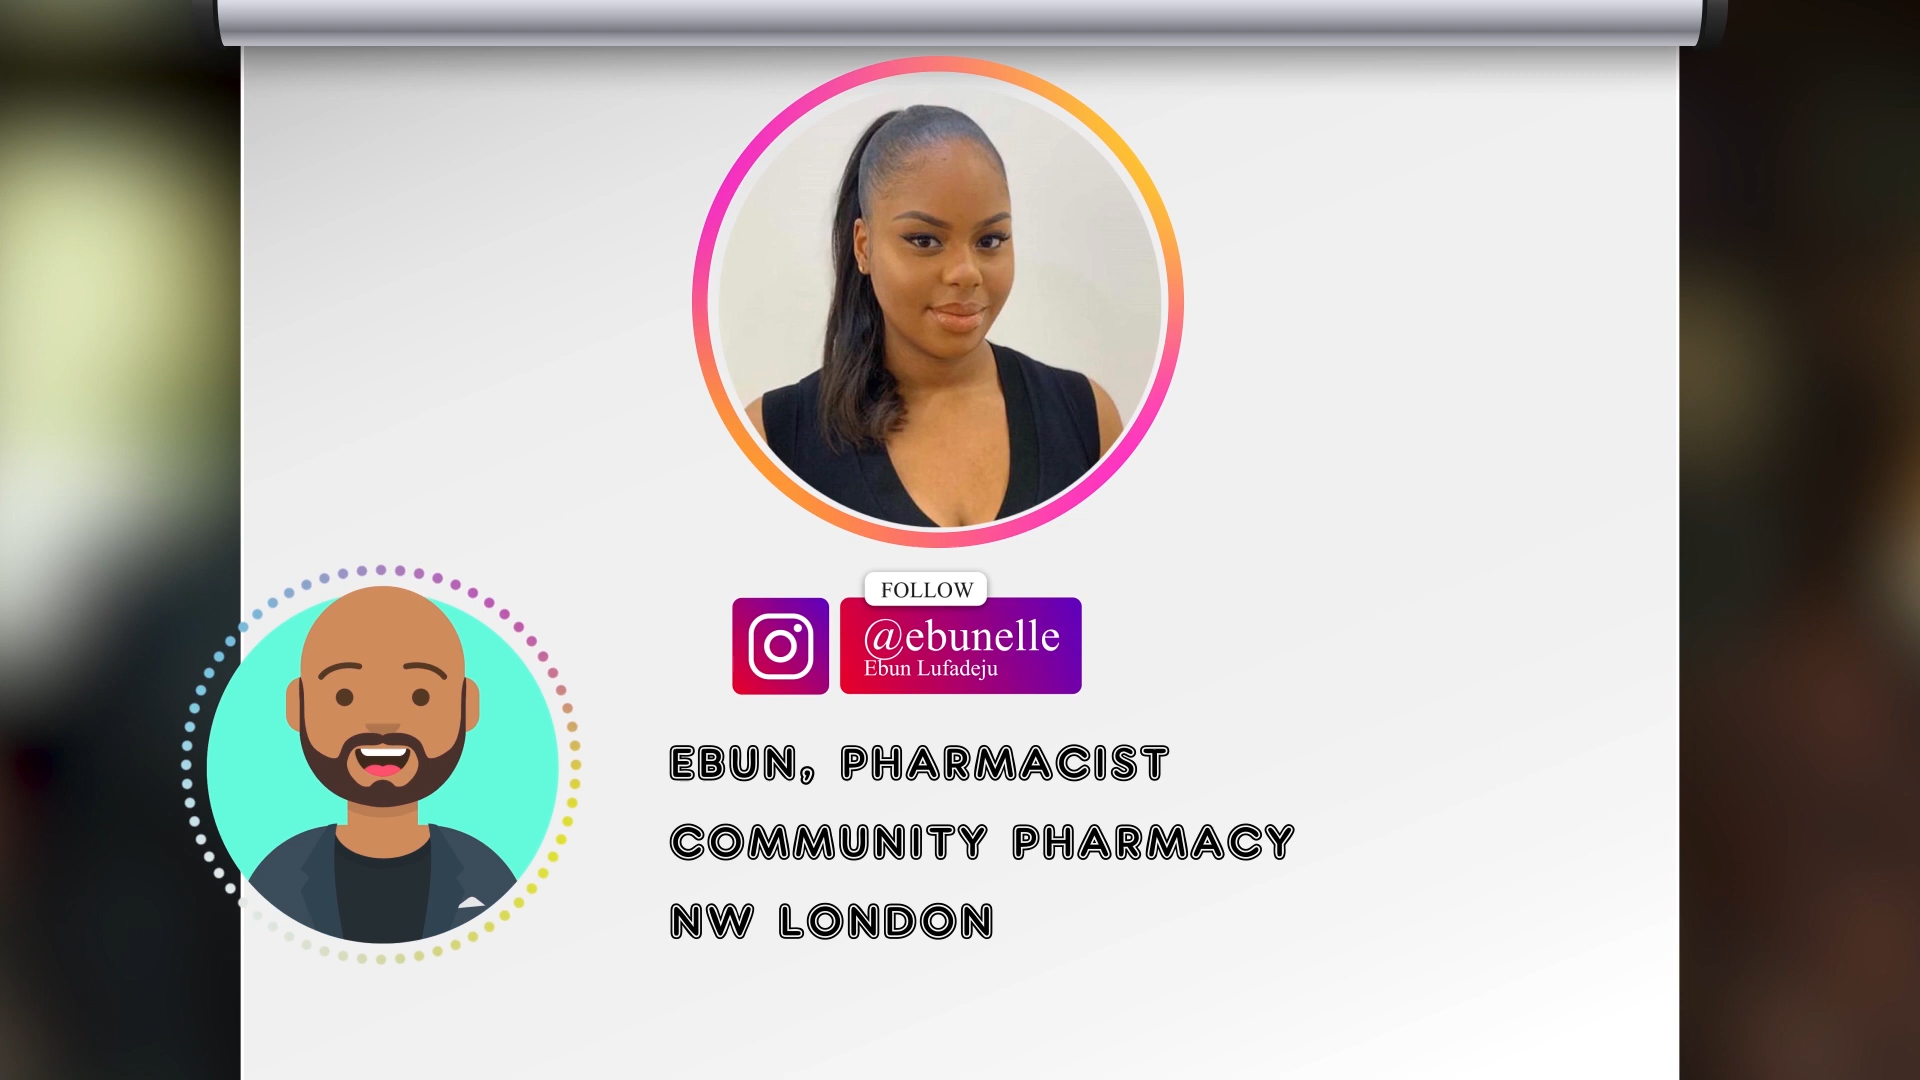 FOLLOW
@ebunelle
Ebun Lufadeju
EBUN, PHARMACIST
COMMUNITY PHARMACY
NW LONDON